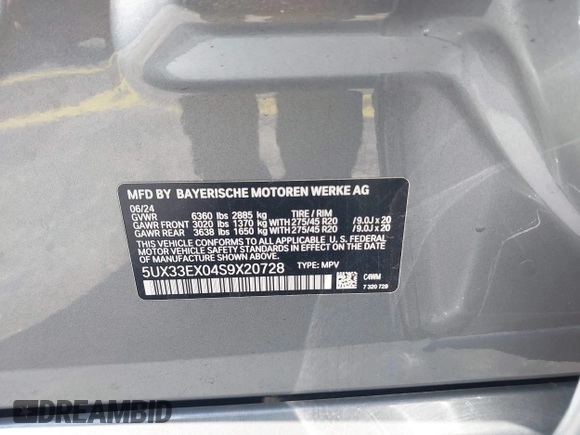 MFD BY BAYERISCHE MOTOREN WERKE AG
06/24
GVWR 6360 lbs 2885 kg TIRE / RIM
GAWR FRONT 3020 lbs 1370 kg WITH 275/45 R20 /9.0J x 20
GAWR REAR 3638 lbs 1650 kg WITH 275/45 R20 /9.0J x 20
THIS VEHICLE CONFORMS TO ALL APPLICABLE U. S. FEDERAL
MOTOR VEHICLE SAFETY STANDARDS IN EFFECT ON THE DATE
OF MANUFACTURE SHOWN ABOVE.
5UX33EX04S9X20728 TYPE: MPV
C4WM
7 320 729
DREAMBID